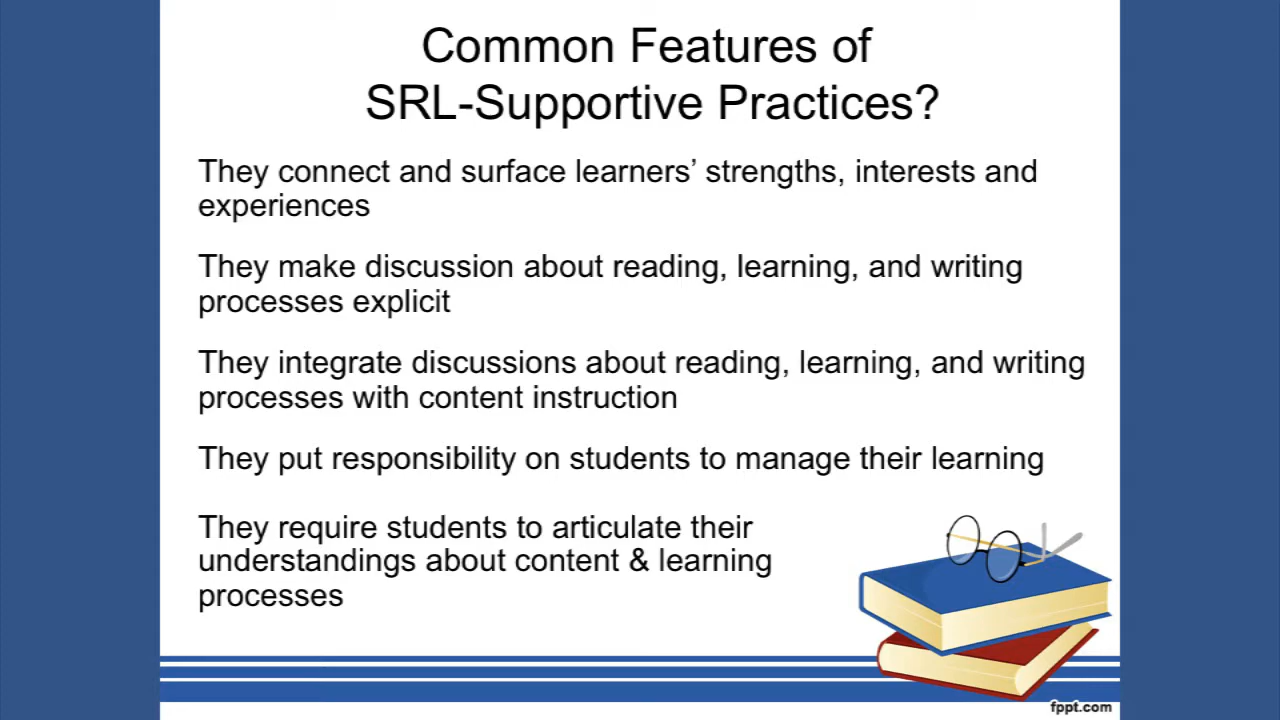 Common Features of
SRL-Supportive Practices?
They connect and surface learners’ strengths, interests and
experiences
They make discussion about reading, learning, and writing
processes explicit
They integrate discussions about reading, learning, and writing
processes with content instruction
They put responsibility on students to manage their learning
They require students to articulate their
understandings about content & learning
processes
fppt.com